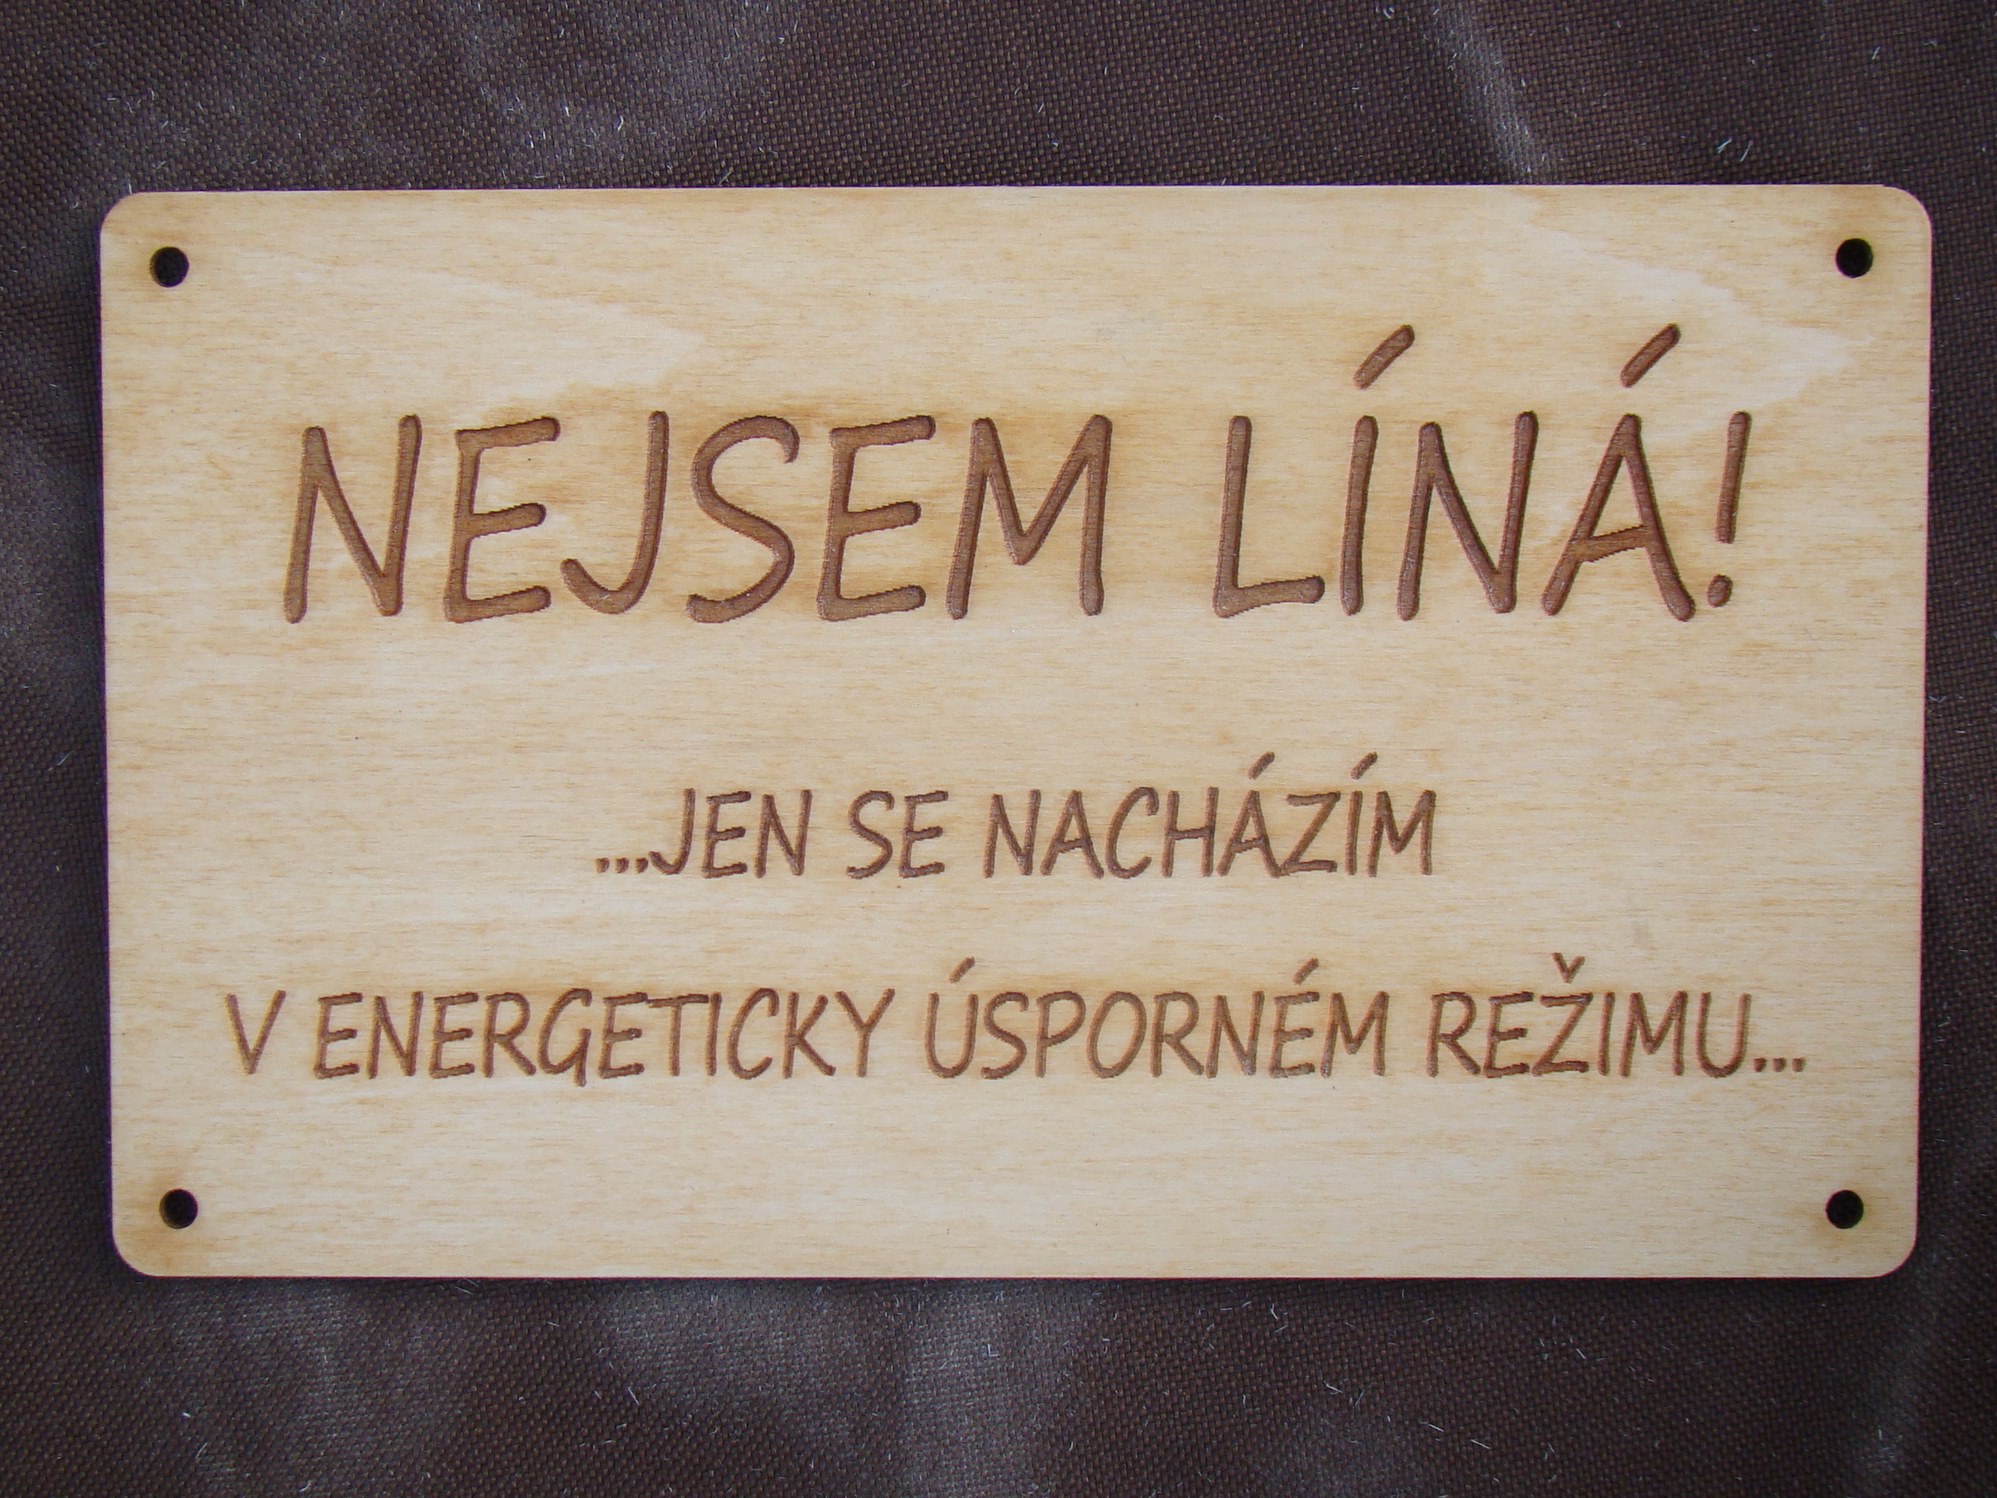 NEJSEM LÍNÁ!
...JEN SE NACHÁZÍM
V ENERGETICKY ÚSPORNÉM REŽIMU...